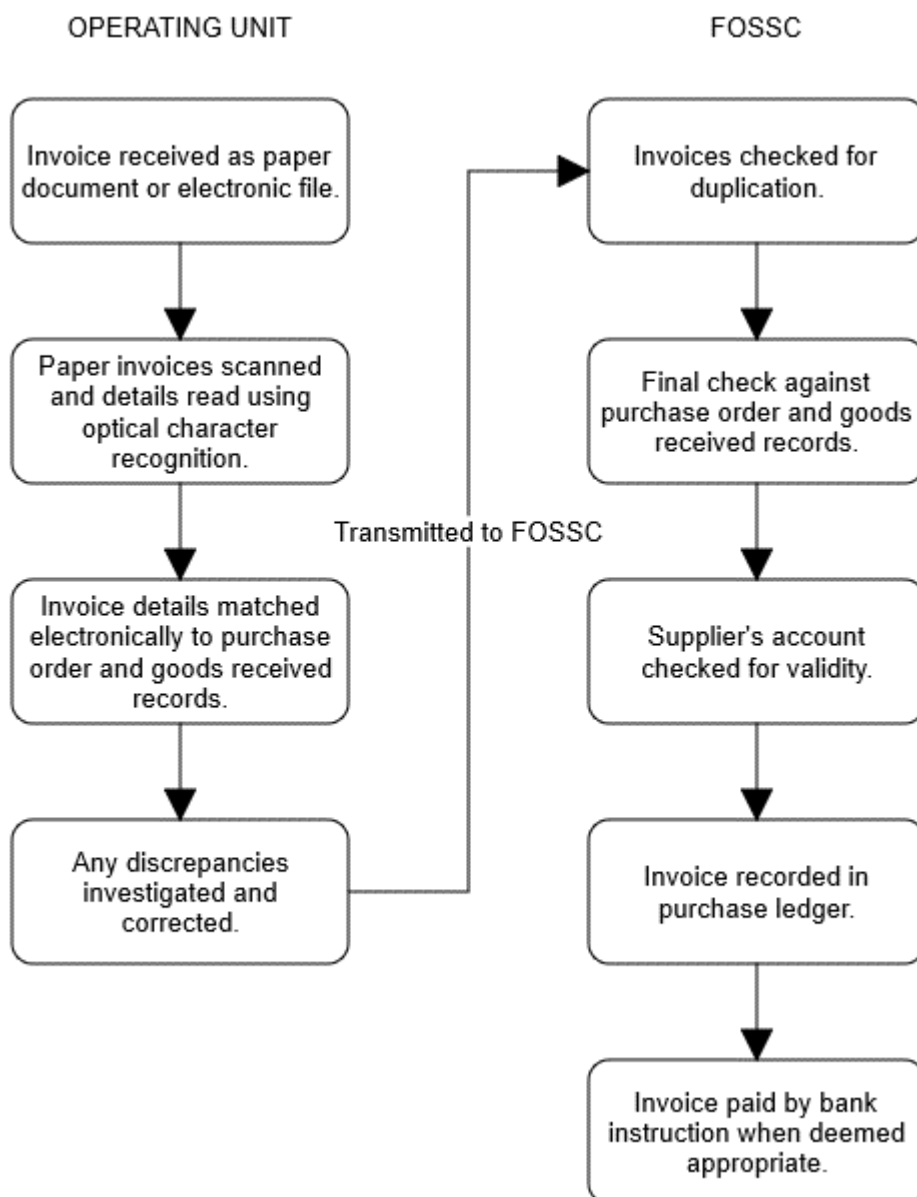 OPERATING UNIT
FOSSC
Invoice received as paper
document or electronic file.
Paper invoices scanned
and details read using
optical character
recognition.
Invoice details matched
electronically to purchase
order and goods received
records.
Any discrepancies
investigated and
corrected.
Transmitted to FOSSC
Invoices checked for
duplication.
Final check against
purchase order and goods
received records.
Supplier's account
checked for validity.
Invoice recorded in
purchase ledger.
Invoice paid by bank
instruction when deemed
appropriate.